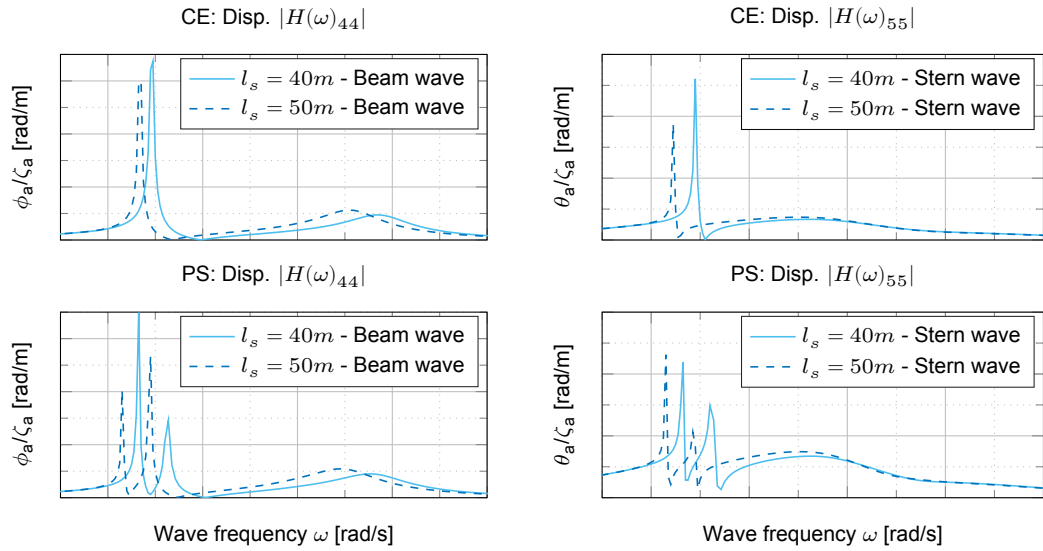 CE: Disp. |H(ω)₄₄|
ϕₐ/ζₐ [rad/m]
lₛ = 40m - Beam wave
lₛ = 50m - Beam wave
CE: Disp. |H(ω)₅₅|
θₐ/ζₐ [rad/m]
lₛ = 40m - Stern wave
lₛ = 50m - Stern wave
PS: Disp. |H(ω)₄₄|
ϕₐ/ζₐ [rad/m]
lₛ = 40m - Beam wave
lₛ = 50m - Beam wave
Wave frequency ω [rad/s]
PS: Disp. |H(ω)₅₅|
θₐ/ζₐ [rad/m]
lₛ = 40m - Stern wave
lₛ = 50m - Stern wave
Wave frequency ω [rad/s]